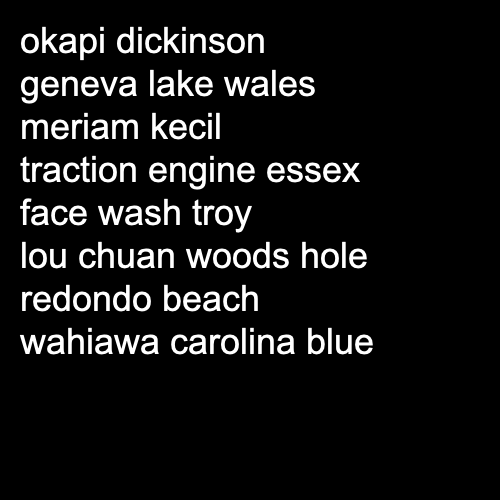 okapi dickinson
geneva lake wales
meriam kecil
traction engine essex
face wash troy
lou chuan woods hole
redondo beach
wahiawa carolina blue